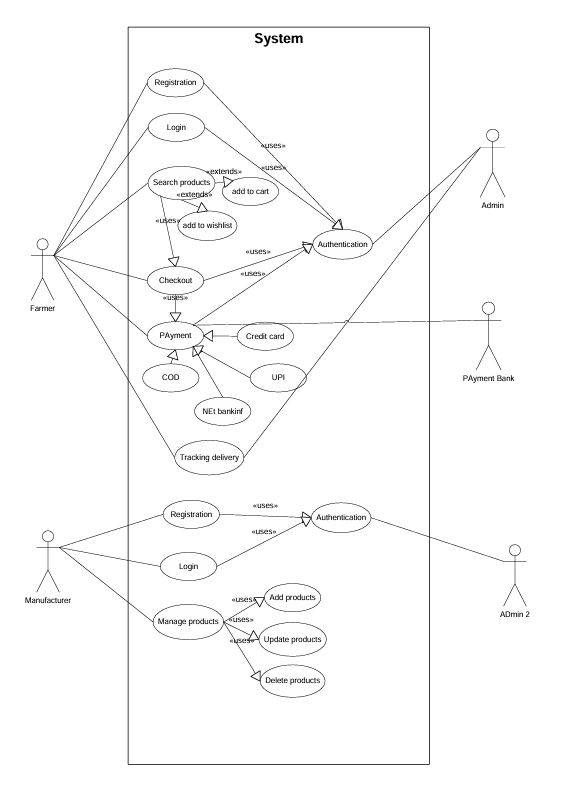 System
Registration
Login
«uses»
«uses»
Search products
«extends»
add to cart
«extends»
add to wishlist
«uses»
Authentication
Admin
Farmer
Checkout
«uses»
«uses»
«uses»
PAyment
Credit card
COD
UPI
NEt bankinf
PAyment Bank
Tracking delivery
Registration
«uses»
Authentication
Login
«uses»
Manufacturer
ADmin 2
Manage products
«uses»
Add products
«uses»
Update products
«uses»
Delete products